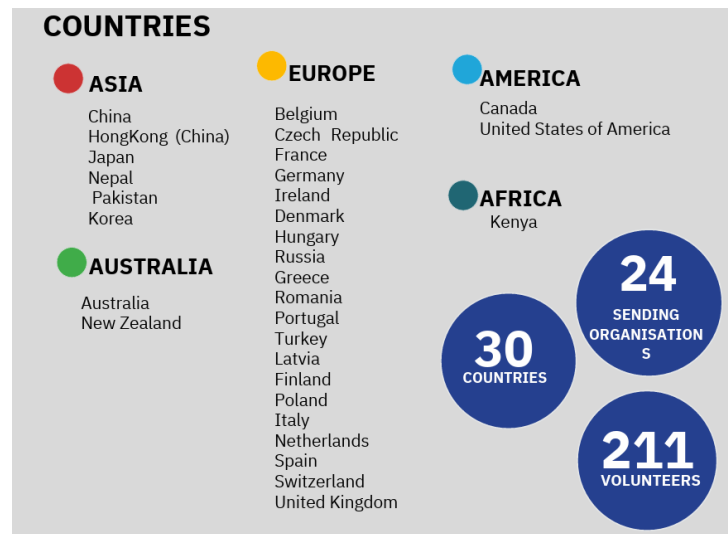 COUNTRIES
ASIA
China
HongKong (China)
Japan
Nepal
Pakistan
Korea
AUSTRALIA
Australia
New Zealand
EUROPE
Belgium
Czech Republic
France
Germany
Ireland
Denmark
Hungary
Russia
Greece
Romania
Portugal
Turkey
Latvia
Finland
Poland
Italy
Netherlands
Spain
Switzerland
United Kingdom
AMERICA
Canada
United States of America
AFRICA
Kenya
24
SENDING
ORGANISATION
S
30
COUNTRIES
211
VOLUNTEERS